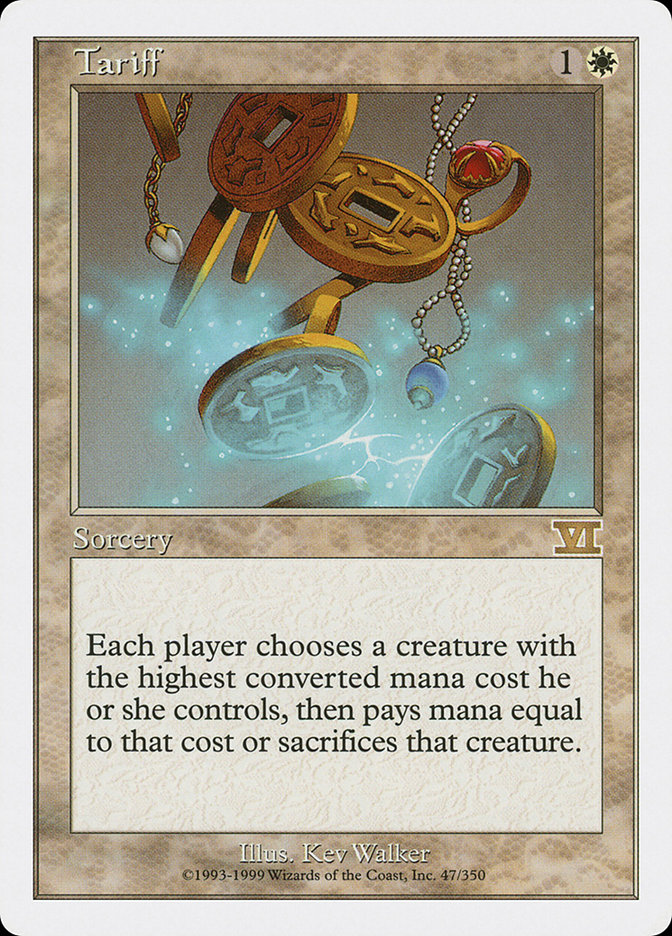 Tariff 1
Sorcery VI
Each player chooses a creature with
the highest converted mana cost he
or she controls, then pays mana equal
to that cost or sacrifices that creature.
Illus. Kev Walker
©1993-1999 Wizards of the Coast, Inc. 47/350